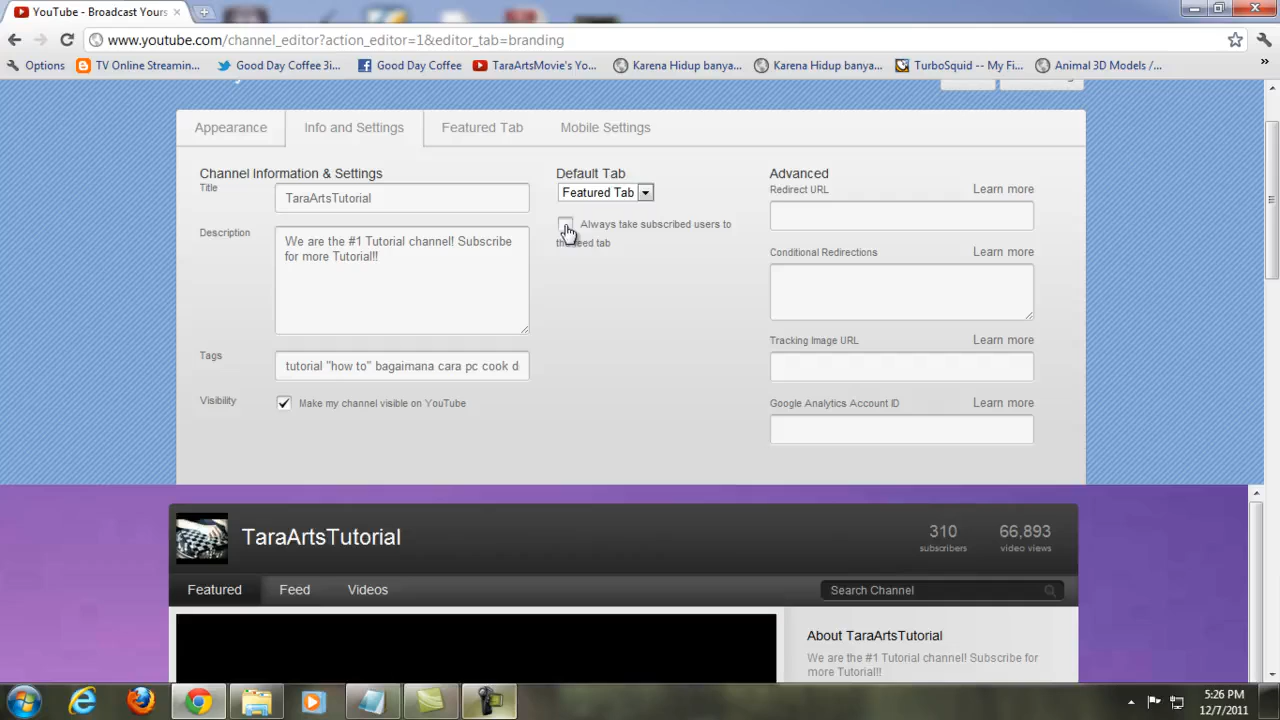 YouTube - Broadcast Yours
www.youtube.com/channel_editor?action_editor=1&editor_tab=branding
Options
TV Online Streamin...
Good Day Coffee 3i...
Good Day Coffee
TaraArtsMovie's Yo...
Karena Hidup banya...
Karena Hidup banya...
TurboSquid -- My Fi...
Animal 3D Models /...
Appearance
Info and Settings
Featured Tab
Mobile Settings
Channel Information & Settings
Title
TaraArtsTutorial
Description
We are the #1 Tutorial channel! Subscribe
for more Tutorial!!
Tags
tutorial "how to" bagaimana cara pc cook d
Visibility
Make my channel visible on YouTube
Default Tab
Featured Tab
Always take subscribed users to
the feed tab
Advanced
Redirect URL
Learn more
Conditional Redirections
Learn more
Tracking Image URL
Learn more
Google Analytics Account ID
Learn more
TaraArtsTutorial
310
subscribers
66,893
video views
Featured
Feed
Videos
Search Channel
About TaraArtsTutorial
We are the #1 Tutorial channel! Subscribe for
more Tutorial!!
5:26 PM
12/7/2011